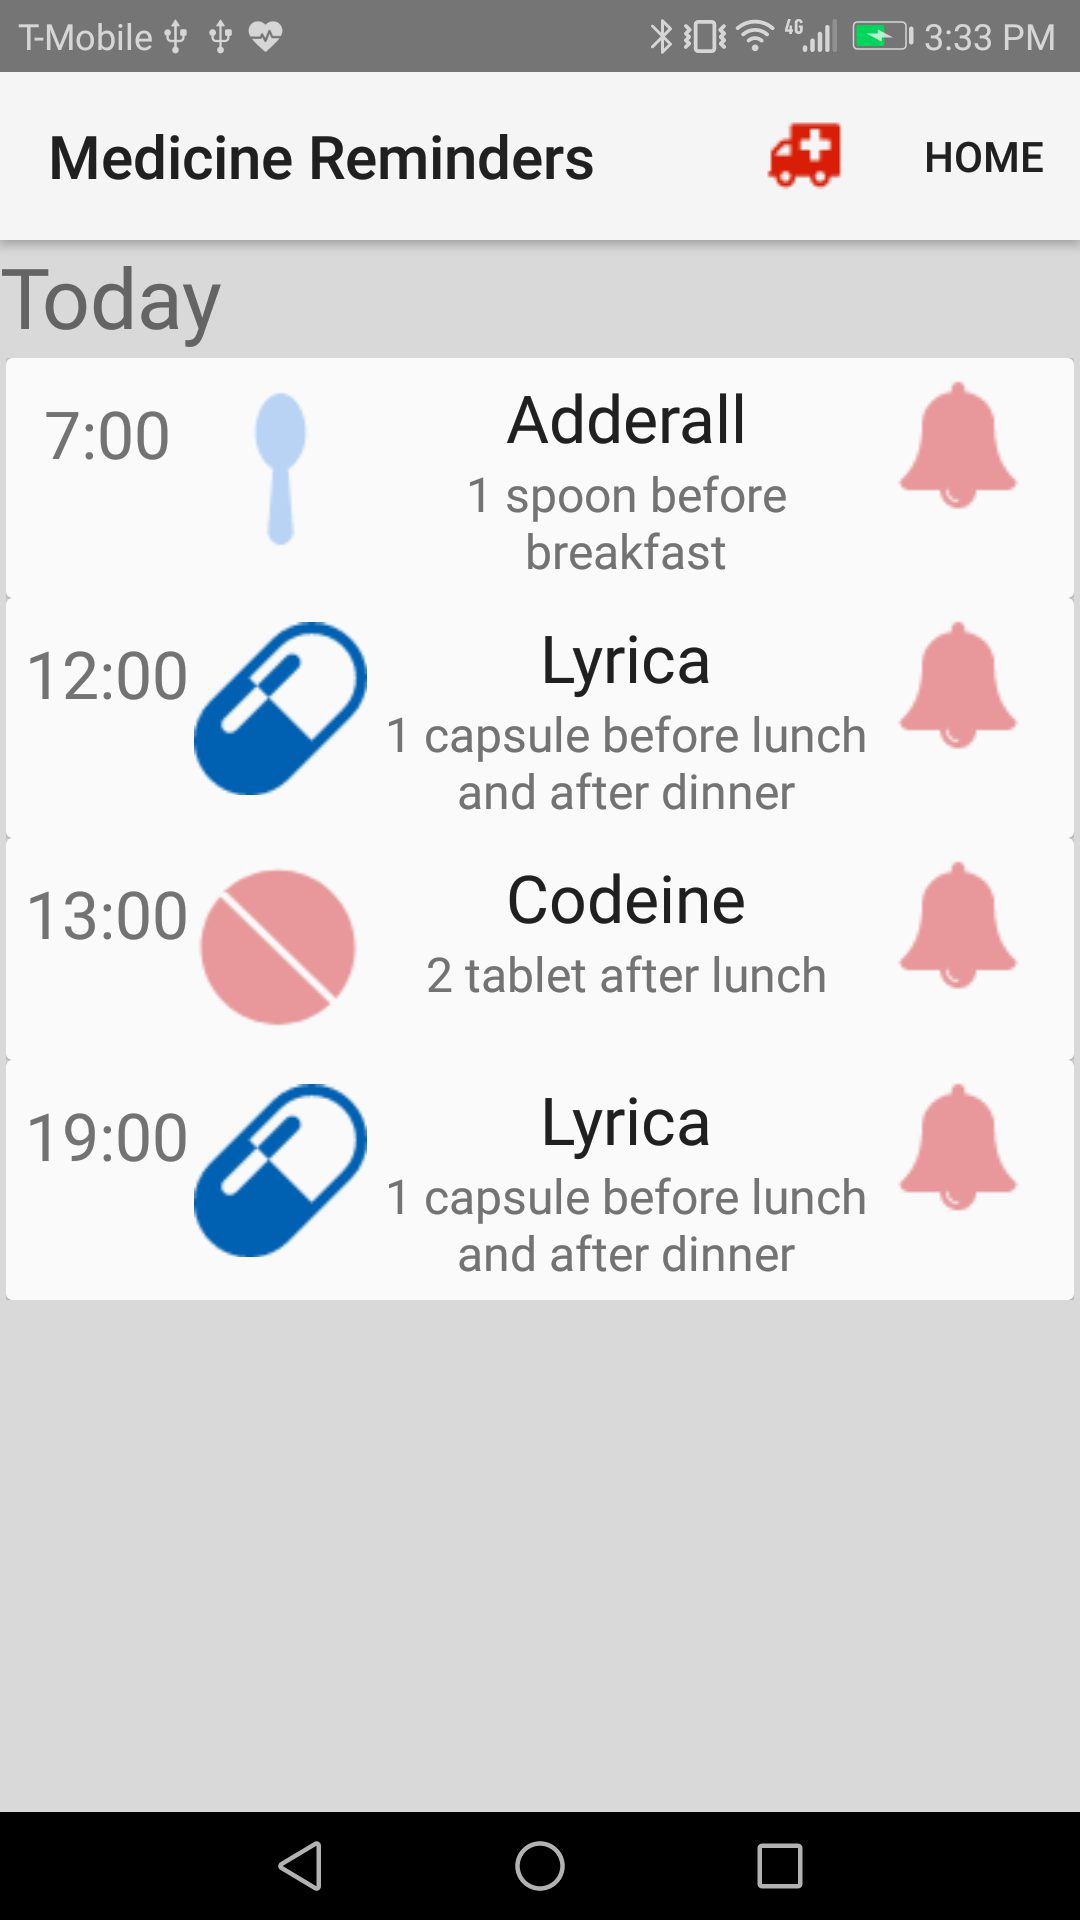 T-Mobile 4G 3:33 PM
Medicine Reminders HOME
Today
7:00 Adderall
1 spoon before
breakfast
12:00 Lyrica
1 capsule before lunch
and after dinner
13:00 Codeine
2 tablet after lunch
19:00 Lyrica
1 capsule before lunch
and after dinner